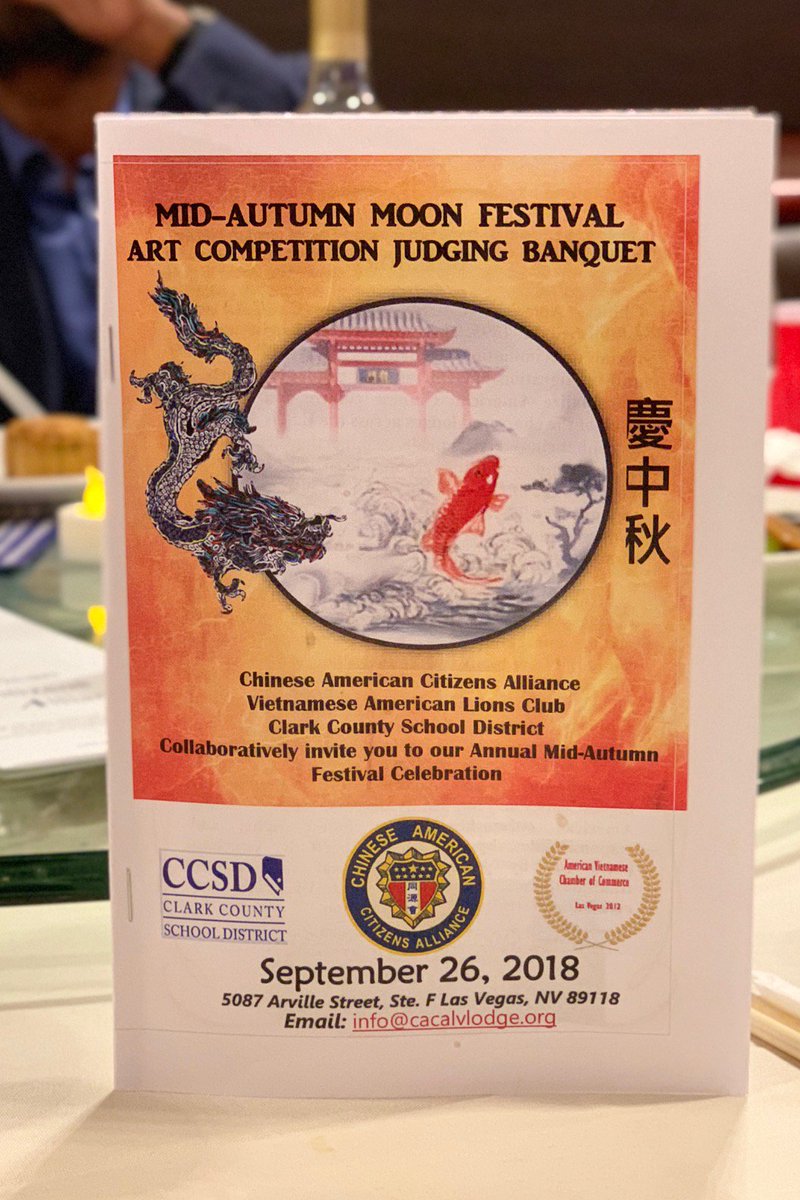 MID-AUTUMN MOON FESTIVAL
ART COMPETITION JUDGING BANQUET
慶中秋
Chinese American Citizens Alliance
Vietnamese American Lions Club
Clark County School District
Collaboratively invite you to our Annual Mid-Autumn
Festival Celebration
CCSD
CLARK COUNTY
SCHOOL DISTRICT
CHINESE AMERICAN
同源會
CITIZENS ALLIANCE
American Vietnamese
Chamber of Commerce
Las Vegas 2012
September 26, 2018
5087 Arville Street, Ste. F Las Vegas, NV 89118
Email: info@cacalvlodge.org